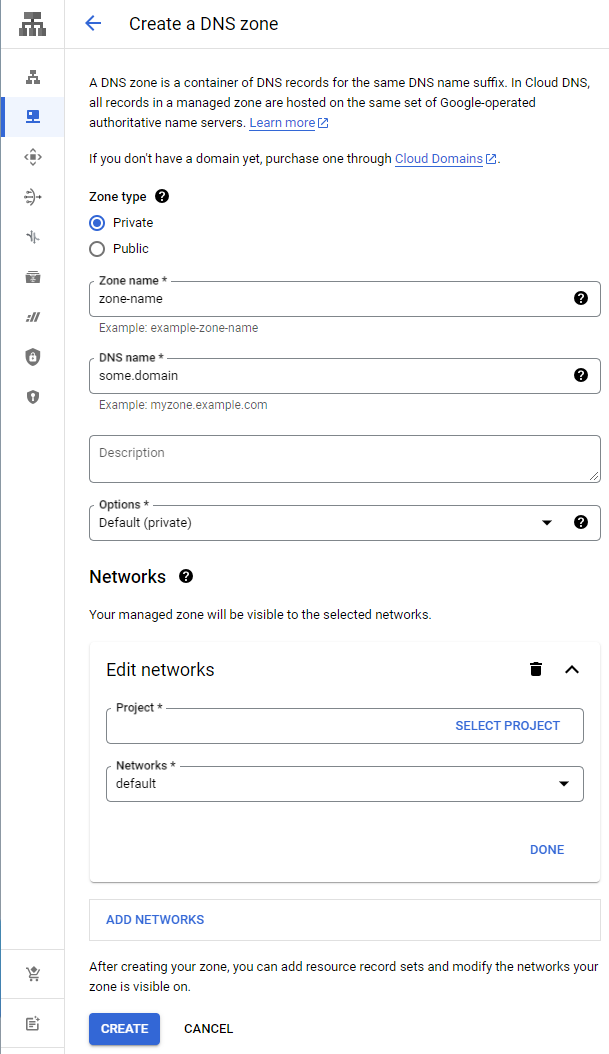 Create a DNS zone
A DNS zone is a container of DNS records for the same DNS name suffix. In Cloud DNS,
all records in a managed zone are hosted on the same set of Google-operated
authoritative name servers. Learn more
If you don't have a domain yet, purchase one through Cloud Domains.
Zone type
Private
Public
Zone name *
zone-name
Example: example-zone-name
DNS name *
some.domain
Example: myzone.example.com
Description
Options *
Default (private)
Networks
Your managed zone will be visible to the selected networks.
Edit networks
Project *
SELECT PROJECT
Networks *
default
DONE
ADD NETWORKS
After creating your zone, you can add resource record sets and modify the networks your
zone is visible on.
CREATE CANCEL